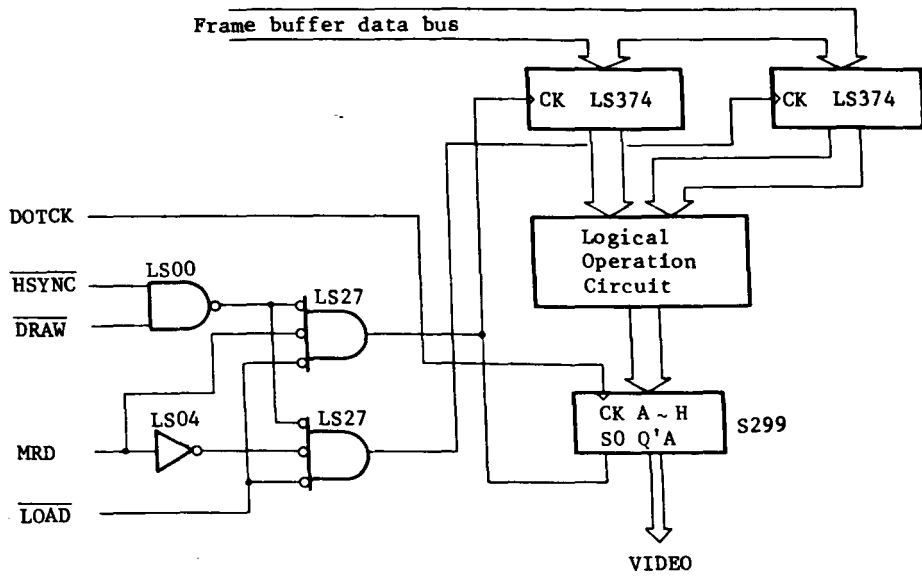 Frame buffer data bus
CK LS374
CK LS374
DOTCK
Logical
Operation
Circuit
HSYNC
LS00
LS27
DRAW
CK A ~ H
SO Q'A
S299
LS04
LS27
MRD
LOAD
VIDEO